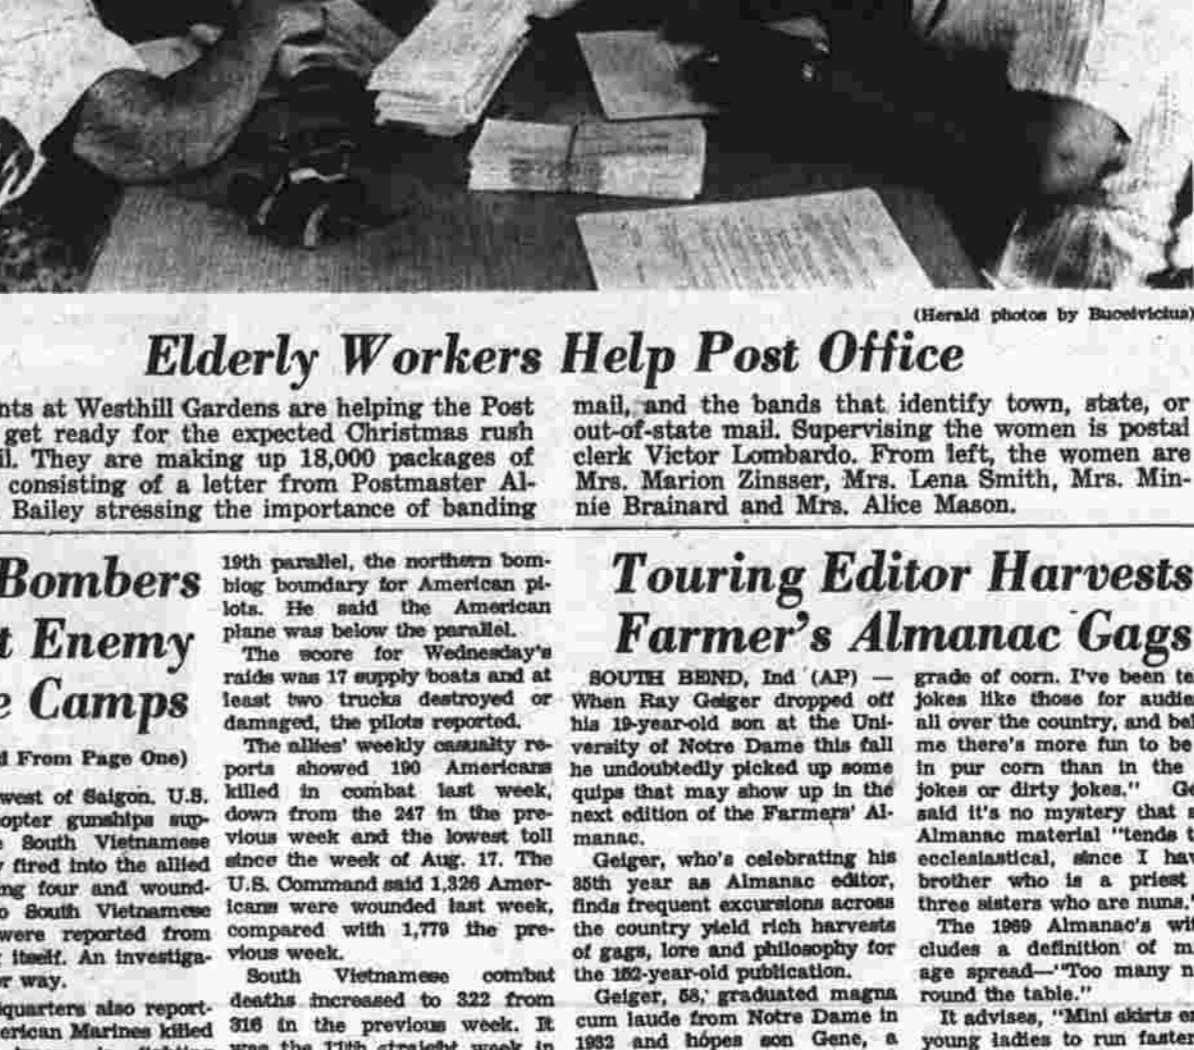 (Herald photos by Bucelvicius)
Elderly Workers Help Post Office
nts at Westhill Gardens are helping the Post
get ready for the expected Christmas rush
il. They are making up 18,000 packages of
consisting of a letter from Postmaster Al-
Bailey stressing the importance of banding
mail, and the bands that identify town, state, or
out-of-state mail. Supervising the women is postal
clerk Victor Lombardo. From left, the women are
Mrs. Marion Zinsser, Mrs. Lena Smith, Mrs. Min-
nie Brainard and Mrs. Alice Mason.
Bombers
t Enemy
e Camps
d From Page One)
west of Saigon. U.S.
opter gunships sup-
South Vietnamese
y fired into the allied
ng four and wound-
o South Vietnamese
were reported from
itself. An investiga-
r way.
quarters also report-
erican Marines killed
19th parallel, the northern bom-
bing boundary for American pi-
lots. He said the American
plane was below the parallel.
The score for Wednesday's
raids was 17 supply boats and at
least two trucks destroyed or
damaged, the pilots reported.
The allies' weekly casualty re-
ports showed 190 Americans
killed in combat last week,
down from the 247 in the pre-
vious week and the lowest toll
since the week of Aug. 17. The
U.S. Command said 1,326 Amer-
icans were wounded last week,
compared with 1,779 the pre-
vious week.
South Vietnamese combat
deaths increased to 322 from
316 in the previous week. It
was the 11th straight week in
Touring Editor Harvests
Farmer's Almanac Gags
SOUTH BEND, Ind (AP) —
When Ray Geiger dropped off
his 19-year-old son at the Uni-
versity of Notre Dame this fall
he undoubtedly picked up some
quips that may show up in the
next edition of the Farmers' Al-
manac.
Geiger, who's celebrating his
35th year as Almanac editor,
finds frequent excursions across
the country yield rich harvests
of gags, lore and philosophy for
the 152-year-old publication.
Geiger, 58, graduated magna
cum laude from Notre Dame in
1932 and hopes son Gene, a
grade of corn. I've been te
jokes like those for audie
all over the country, and bel
me there's more fun to be
in pur corn than in the
jokes or dirty jokes." Ge
said it's no mystery that s
Almanac material "tends t
ecclesiastical, since I hav
brother who is a priest
three sisters who are nuns.
The 1969 Almanac's wit
cludes a definition of m
age spread—"Too many n
round the table."
It advises, "Mini skirts en
young ladies to run faster